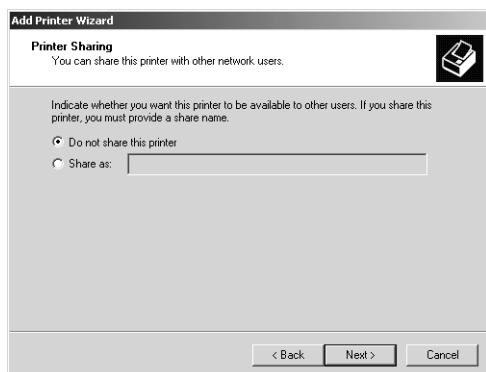 Add Printer Wizard
Printer Sharing
You can share this printer with other network users.
Indicate whether you want this printer to be available to other users. If you share this
printer, you must provide a share name.
Do not share this printer
Share as:
< Back Next > Cancel